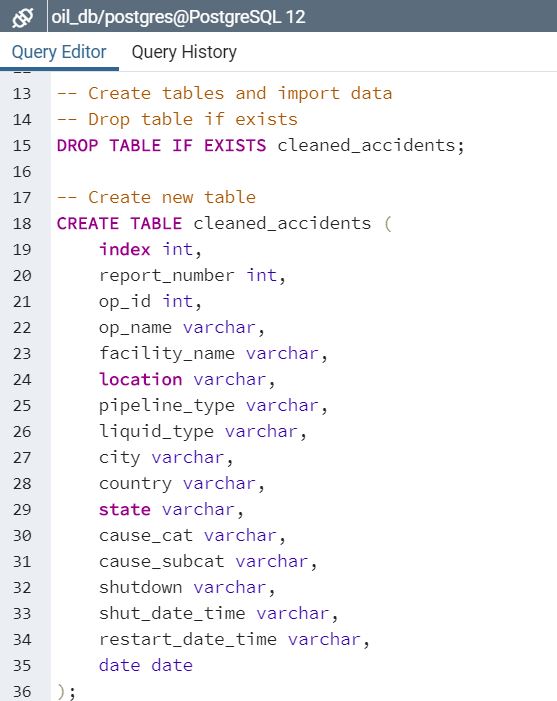 oil_db/postgres@PostgreSQL 12
Query Editor Query History
13 -- Create tables and import data
14 -- Drop table if exists
15 DROP TABLE IF EXISTS cleaned_accidents;
16
17 -- Create new table
18 CREATE TABLE cleaned_accidents (
19 index int,
20 report_number int,
21 op_id int,
22 op_name varchar,
23 facility_name varchar,
24 location varchar,
25 pipeline_type varchar,
26 liquid_type varchar,
27 city varchar,
28 country varchar,
29 state varchar,
30 cause_cat varchar,
31 cause_subcat varchar,
32 shutdown varchar,
33 shut_date_time varchar,
34 restart_date_time varchar,
35 date date
36 );